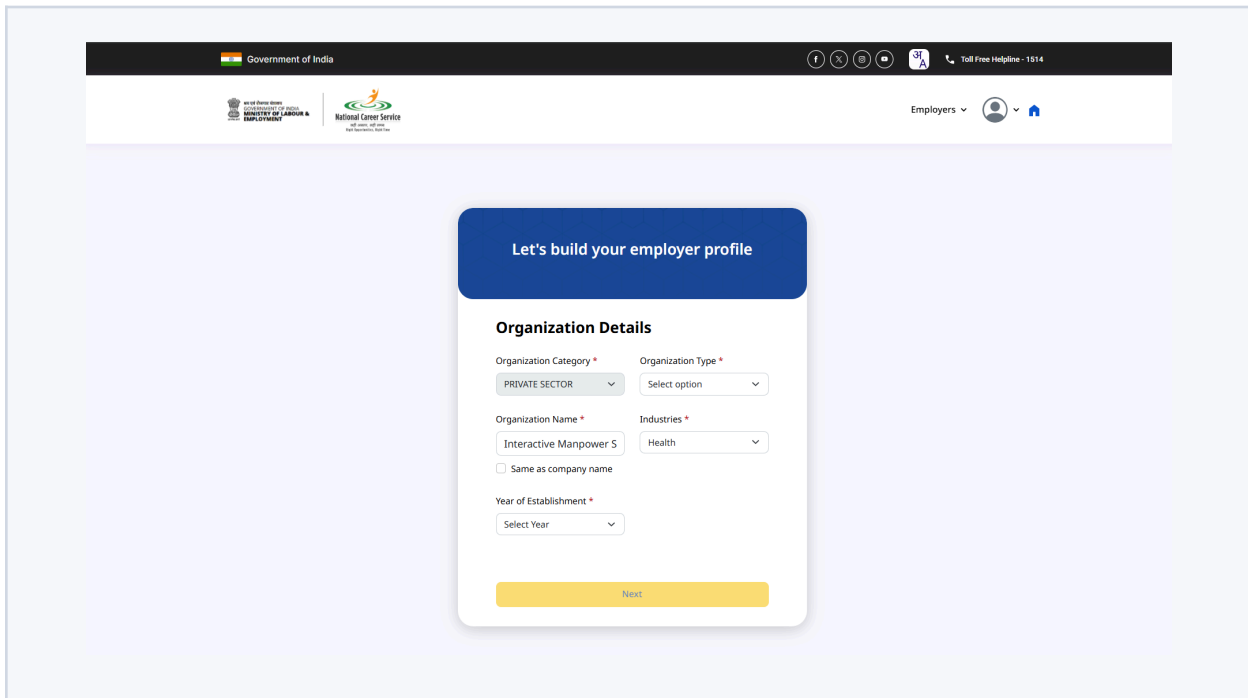 Government of India
अ
A
Toll Free Helpline - 1514
GOVERNMENT OF INDIA
MINISTRY OF LABOUR &
EMPLOYMENT
National Career Service
Employers
Let's build your employer profile
Organization Details
Organization Category * Organization Type *
PRIVATE SECTOR Select option
Organization Name * Industries *
Interactive Manpower S Health
Same as company name
Year of Establishment *
Select Year
Next